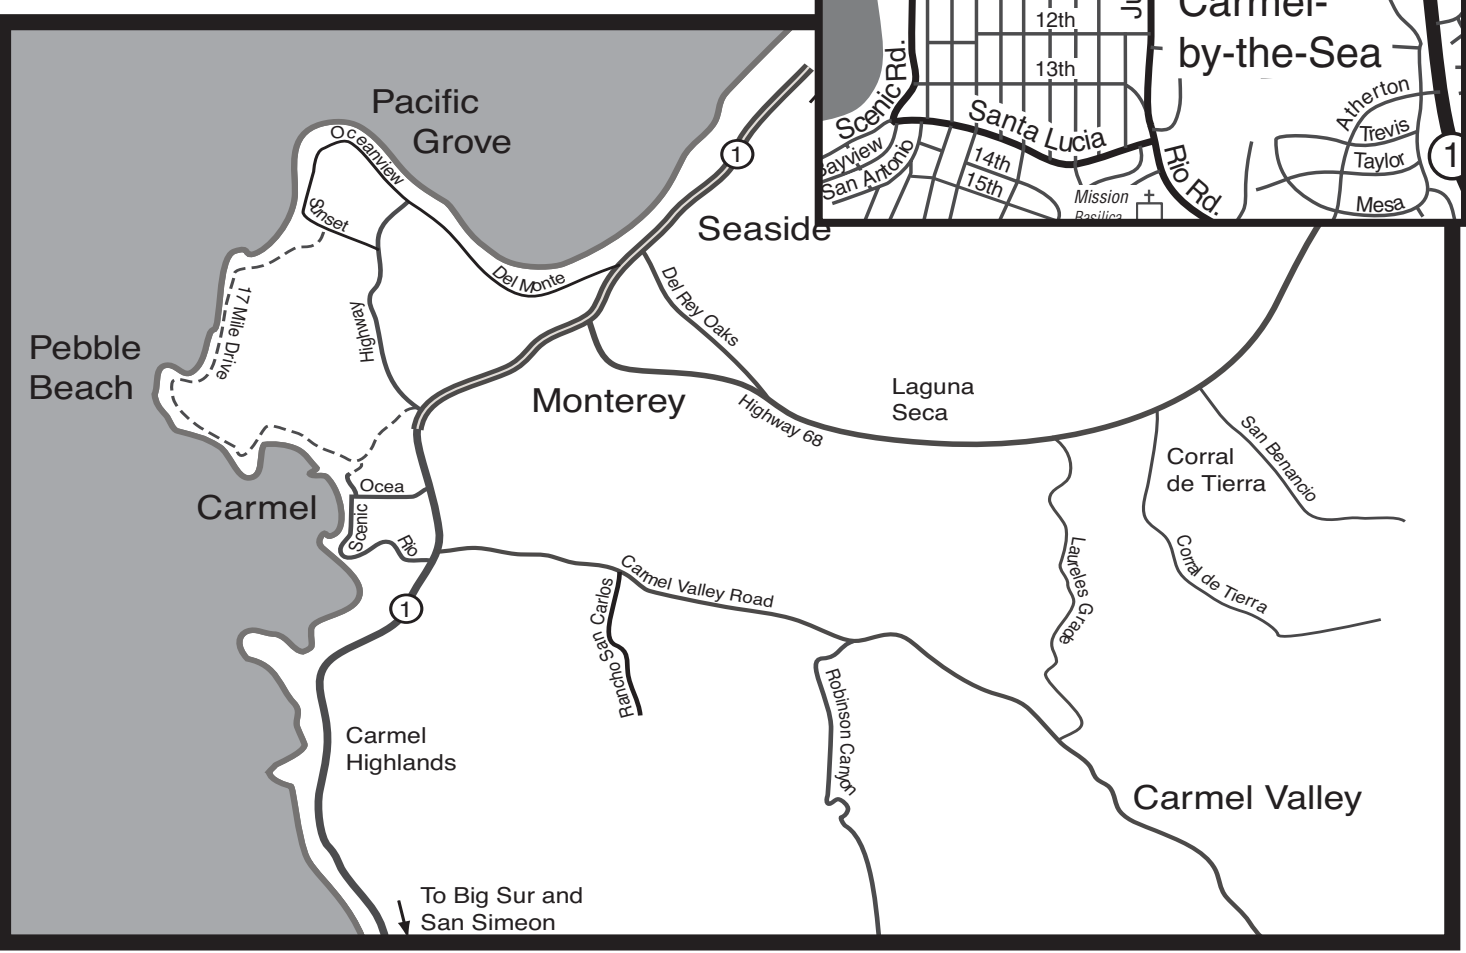 12th
Carmel-
by-the-Sea
13th
Scenic Rd.
Santa Lucia
Atherton
Trevis
Taylor
Mesa
1
14th
15th
Bayview
San Antonio
Rio Rd.
Mission
Basilica
Pacific
Grove
Oceanview
Sunset
1
Seaside
Del Monte
Del Rey Oaks
17 Mile Drive
Highway
Pebble
Beach
Monterey
Highway 68
Laguna
Seca
San Benancio
Corral
de Tierra
Corral de Tierra
Laureles Grade
Carmel
Ocea
Scenic
Rio
1
Carmel Valley Road
Rancho San Carlos
Robinson Canyon
Carmel
Highlands
Carmel Valley
To Big Sur and
San Simeon